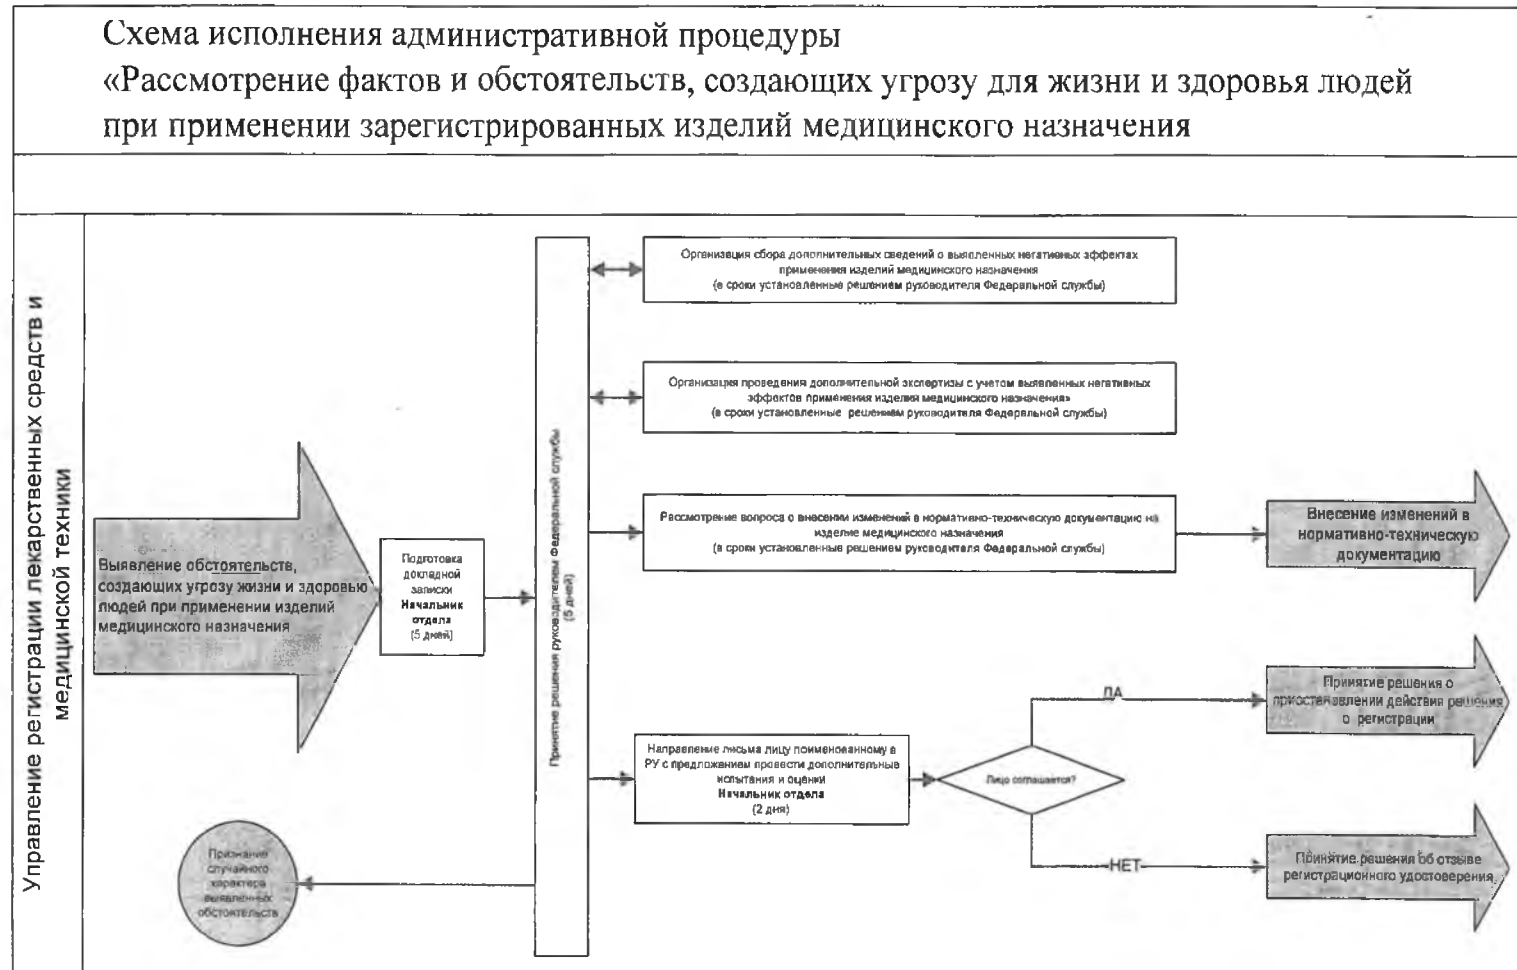 Схема исполнения административной процедуры
«Рассмотрение фактов и обстоятельств, создающих угрозу для жизни и здоровья людей
при применении зарегистрированных изделий медицинского назначения
Управление регистрации лекарственных средств и
медицинской техники
Выявление обстоятельств,
создающих угрозу жизни и здоровью
людей при применении изделий
медицинского назначения
Подготовка
докладной
записки
Начальник
отдела
(5 дней)
Принятие решения руководителем Федеральной службы
(5 дней)
Организация сбора дополнительных сведений о выявленных негативных эффектах
применения изделий медицинского назначения
(в сроки установленные решением руководителя Федеральной службы)
Организация проведения дополнительной экспертизы с учетом выявленных негативных
эффектов применения изделия медицинского назначения»
(в сроки установленные решением руководителя Федеральной службы)
Рассмотрение вопроса о внесении изменений в нормативно-техническую документацию на
изделие медицинского назначения
(в сроки установленные решением руководителя Федеральной службы)
Внесение изменений в
нормативно-техническую
документацию
Направление письма лицу поименованному в
РУ с предложением провести дополнительные
испытания и оценки
Начальник отдела
(2 дня)
Лицо соглашается?
ДА
Принятие решения о
приостановлении действия решения
о регистрации
НЕТ
Принятие решения об отзыве
регистрационного удостоверения
Признание
случайного
характера
выявленных
обстоятельств